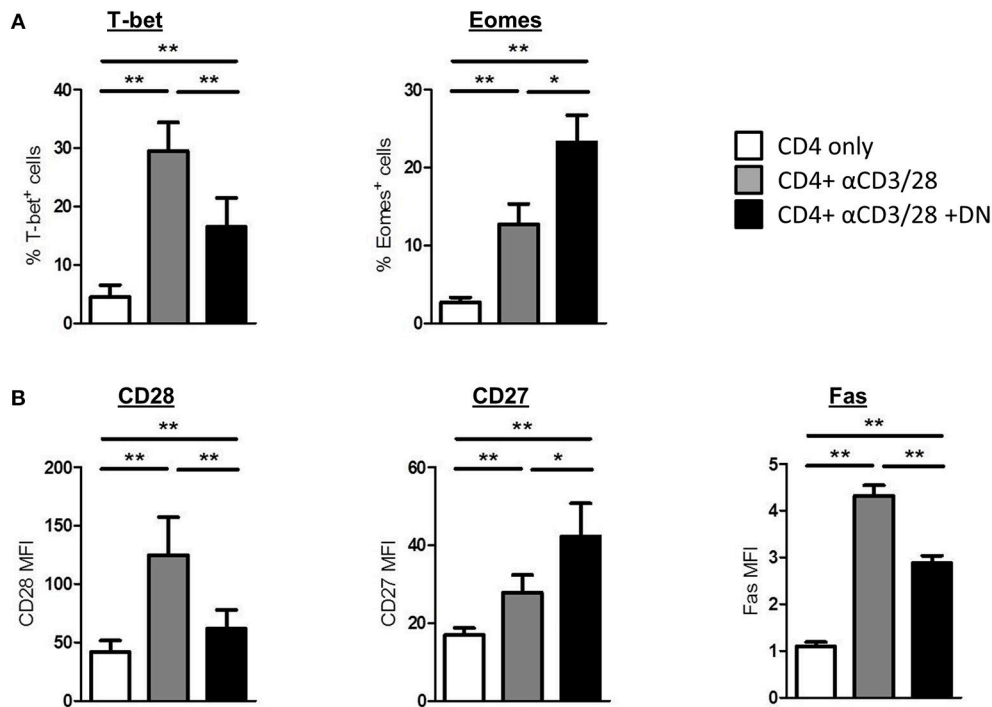 A
T-bet
**
** **
% T-bet+ cells
40
30
20
10
0
Eomes
**
** *
% Eomes+ cells
30
20
10
0
CD4 only
CD4+ αCD3/28
CD4+ αCD3/28 +DN
B
CD28
**
** **
CD28 MFI
200
150
100
50
0
CD27
**
** *
CD27 MFI
60
40
20
0
Fas
**
** **
Fas MFI
5
4
3
2
1
0